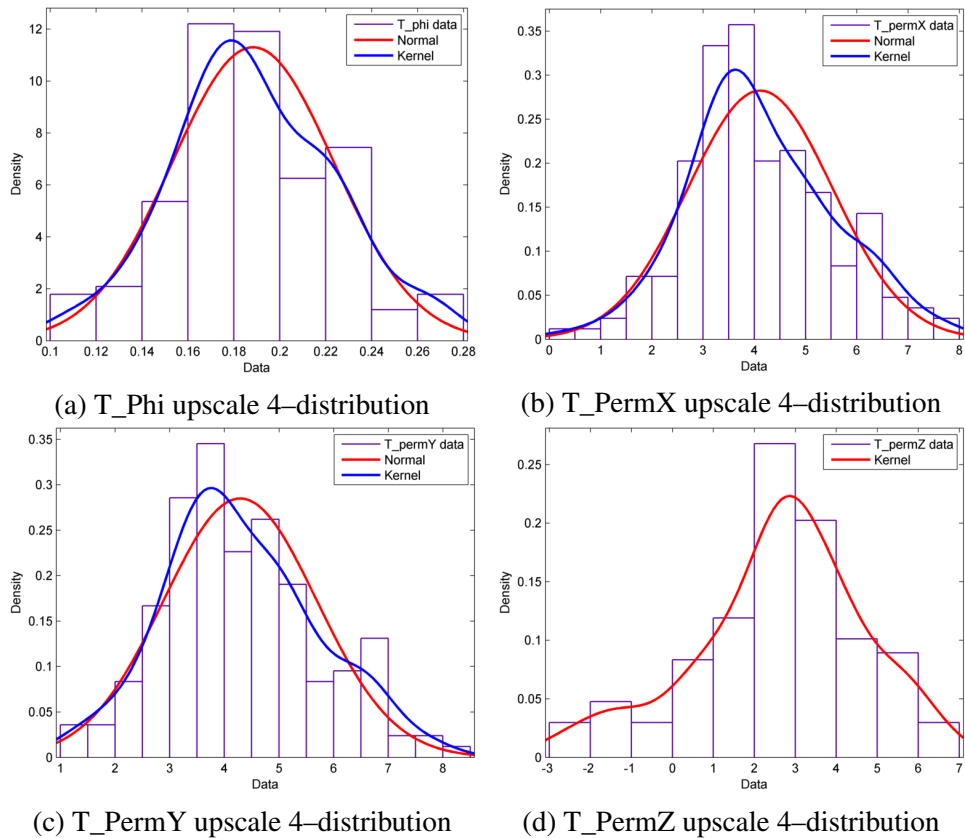 T_phi data
Normal
Kernel
12
10
8
6
4
2
0
Density
0.1 0.12 0.14 0.16 0.18 0.2 0.22 0.24 0.26 0.28
Data
(a) T_Phi upscale 4–distribution
T_permX data
Normal
Kernel
0.35
0.3
0.25
0.2
0.15
0.1
0.05
0
Density
0 1 2 3 4 5 6 7 8
Data
(b) T_PermX upscale 4–distribution
T_permY data
Normal
Kernel
0.35
0.3
0.25
0.2
0.15
0.1
0.05
0
Density
1 2 3 4 5 6 7 8
Data
(c) T_PermY upscale 4–distribution
T_permZ data
Kernel
0.25
0.2
0.15
0.1
0.05
0
Density
-3 -2 -1 0 1 2 3 4 5 6 7
Data
(d) T_PermZ upscale 4–distribution